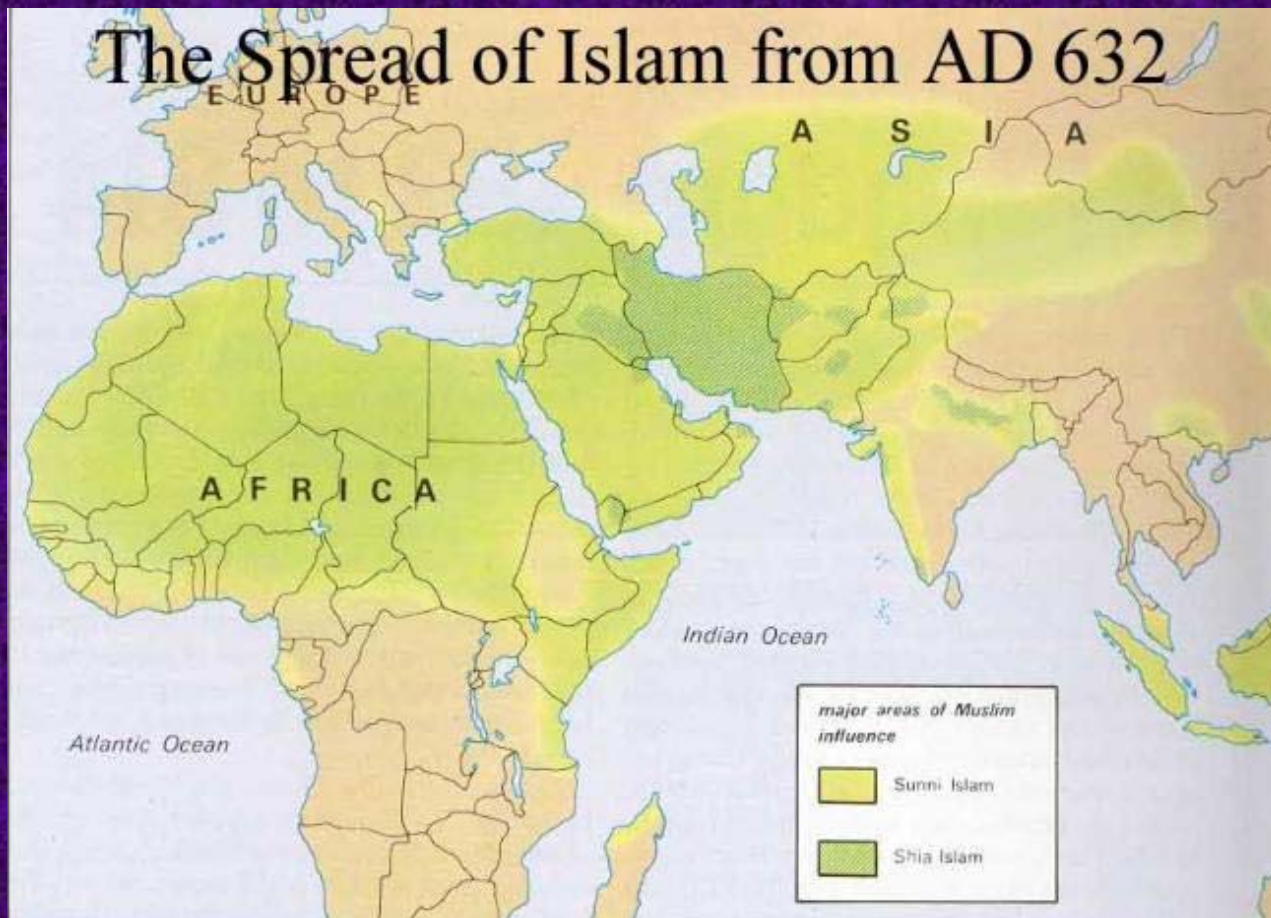 The Spread of Islam from AD 632
EUROPE
ASIA
AFRICA
Indian Ocean
Atlantic Ocean
major areas of Muslim
influence
Sunni Islam
Shia Islam